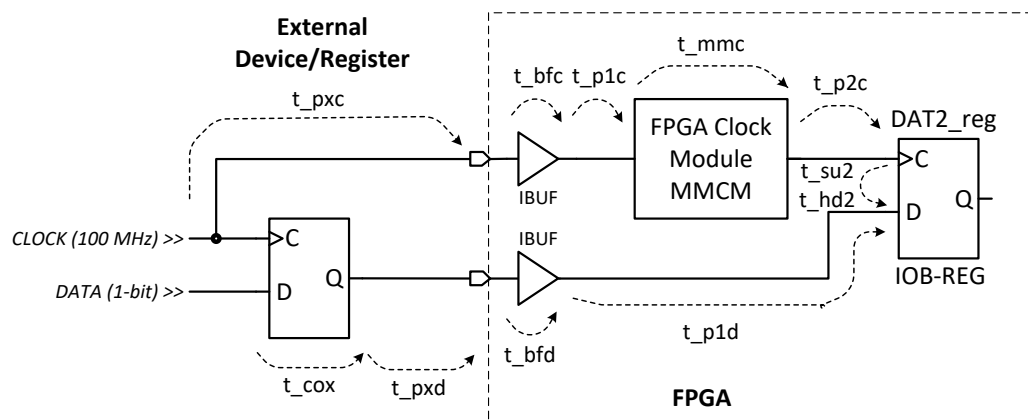 External
Device/Register
t_pxc
t_bfc
t_p1c
t_mmc
t_p2c
FPGA Clock
Module
MMCM
DAT2_reg
C
t_su2
t_hd2
D
Q
IOB-REG
IBUF
IBUF
CLOCK (100 MHz) >>
DATA (1-bit) >>
C
D
Q
t_cox
t_pxd
t_bfd
t_p1d
FPGA